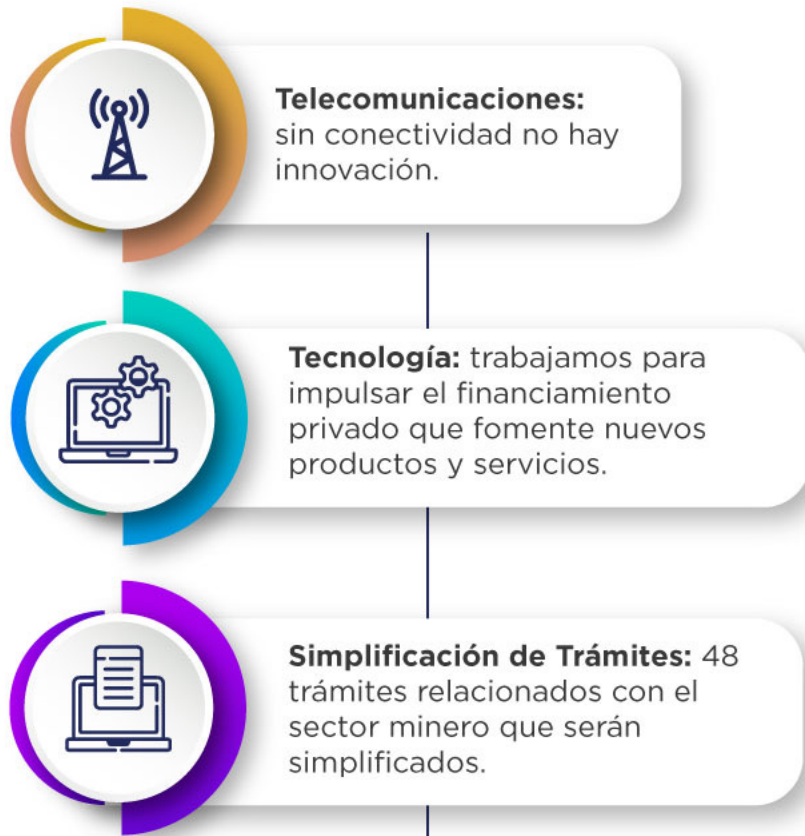 Telecomunicaciones:
sin conectividad no hay
innovación.
Tecnología: trabajamos para
impulsar el financiamiento
privado que fomente nuevos
productos y servicios.
Simplificación de Trámites: 48
trámites relacionados con el
sector minero que serán
simplificados.